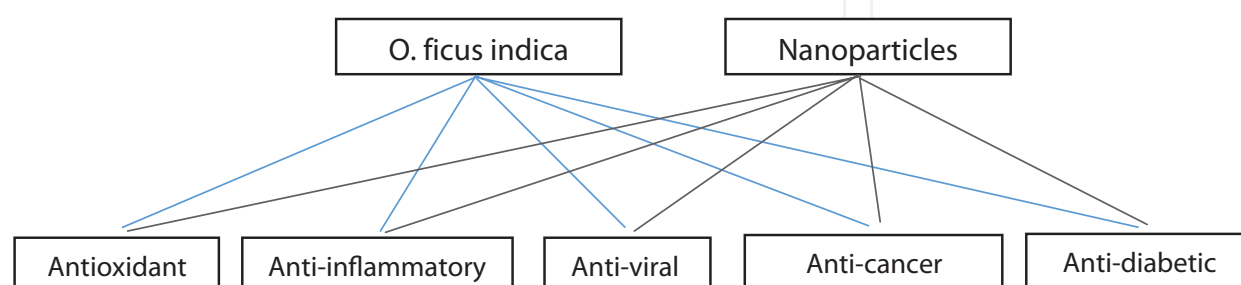 O. ficus indica
Nanoparticles
Antioxidant
Anti-inflammatory
Anti-viral
Anti-cancer
Anti-diabetic